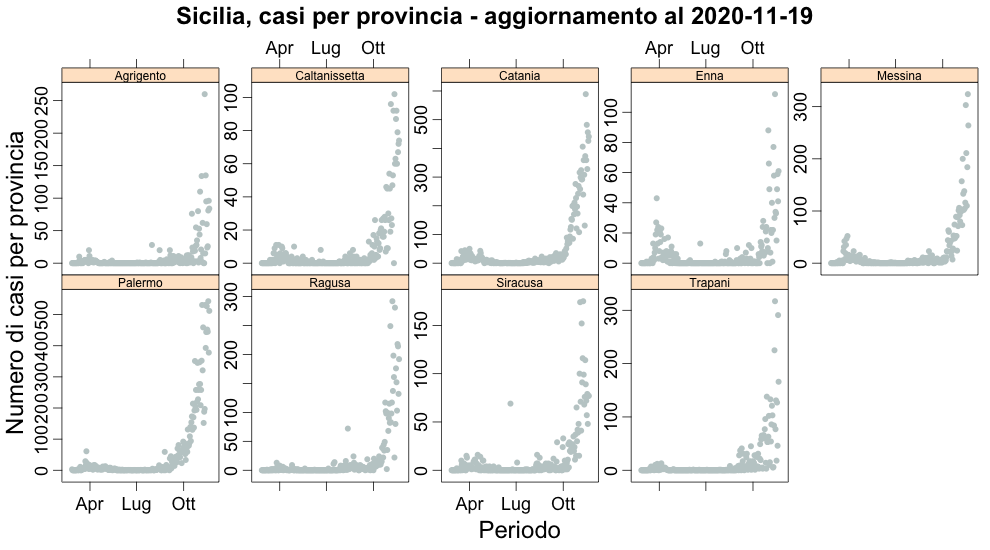 Sicilia, casi per provincia - aggiornamento al 2020-11-19
Apr Lug Ott Apr Lug Ott
Agrigento Caltanissetta Catania Enna Messina
0 50 100 150 200 250
0 20 40 60 80 100
0 100 300 500
0 20 40 60 80 100
0 100 200 300
Palermo Ragusa Siracusa Trapani
0 100 200 300 400 500
0 50 100 200 300
0 50 100 150
0 100 200 300
Apr Lug Ott Apr Lug Ott
Numero di casi per provincia
Periodo